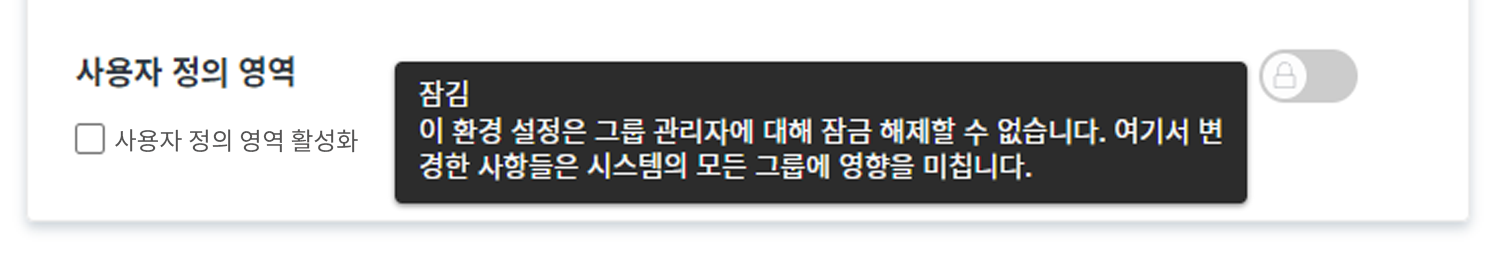 사용자 정의 영역
사용자 정의 영역 활성화
잠김
이 환경 설정은 그룹 관리자에 대해 잠금 해제할 수 없습니다. 여기서 변
경한 사항들은 시스템의 모든 그룹에 영향을 미칩니다.